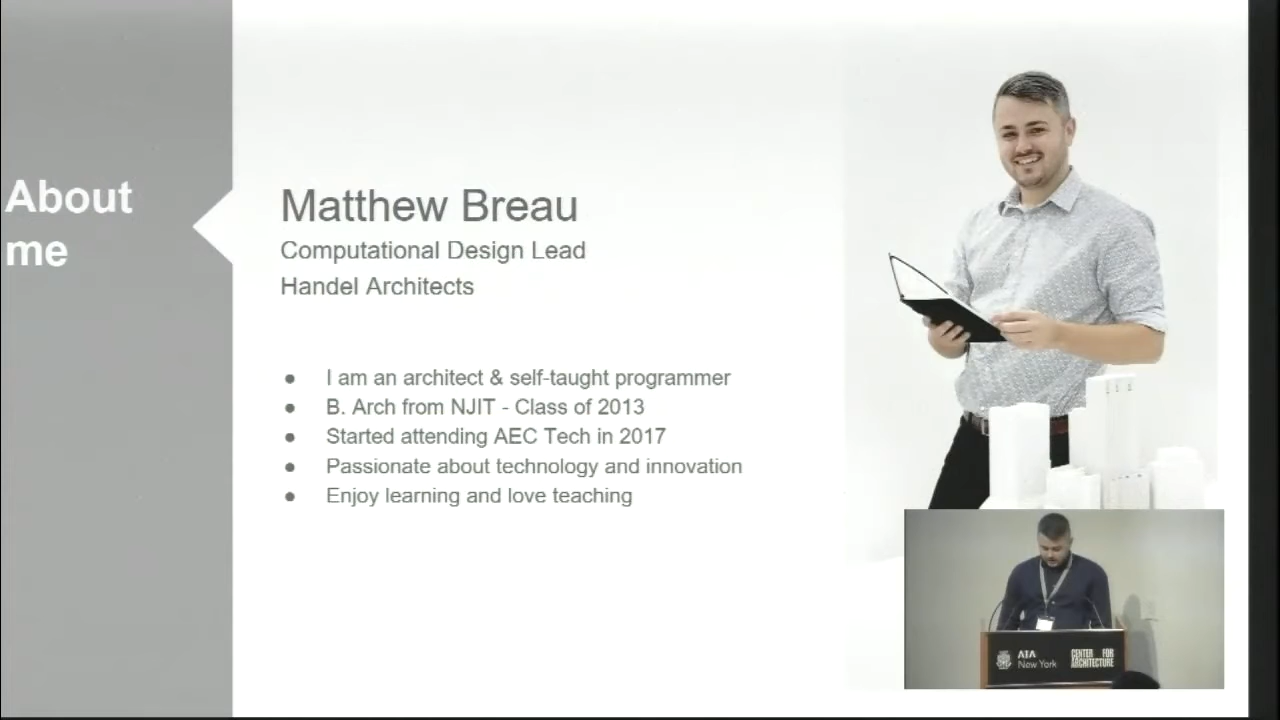 About
me
Matthew Breau
Computational Design Lead
Handel Architects
● I am an architect & self-taught programmer
● B. Arch from NJIT - Class of 2013
● Started attending AEC Tech in 2017
● Passionate about technology and innovation
● Enjoy learning and love teaching
AIA
New York
CENTER FOR
ARCHITECTURE